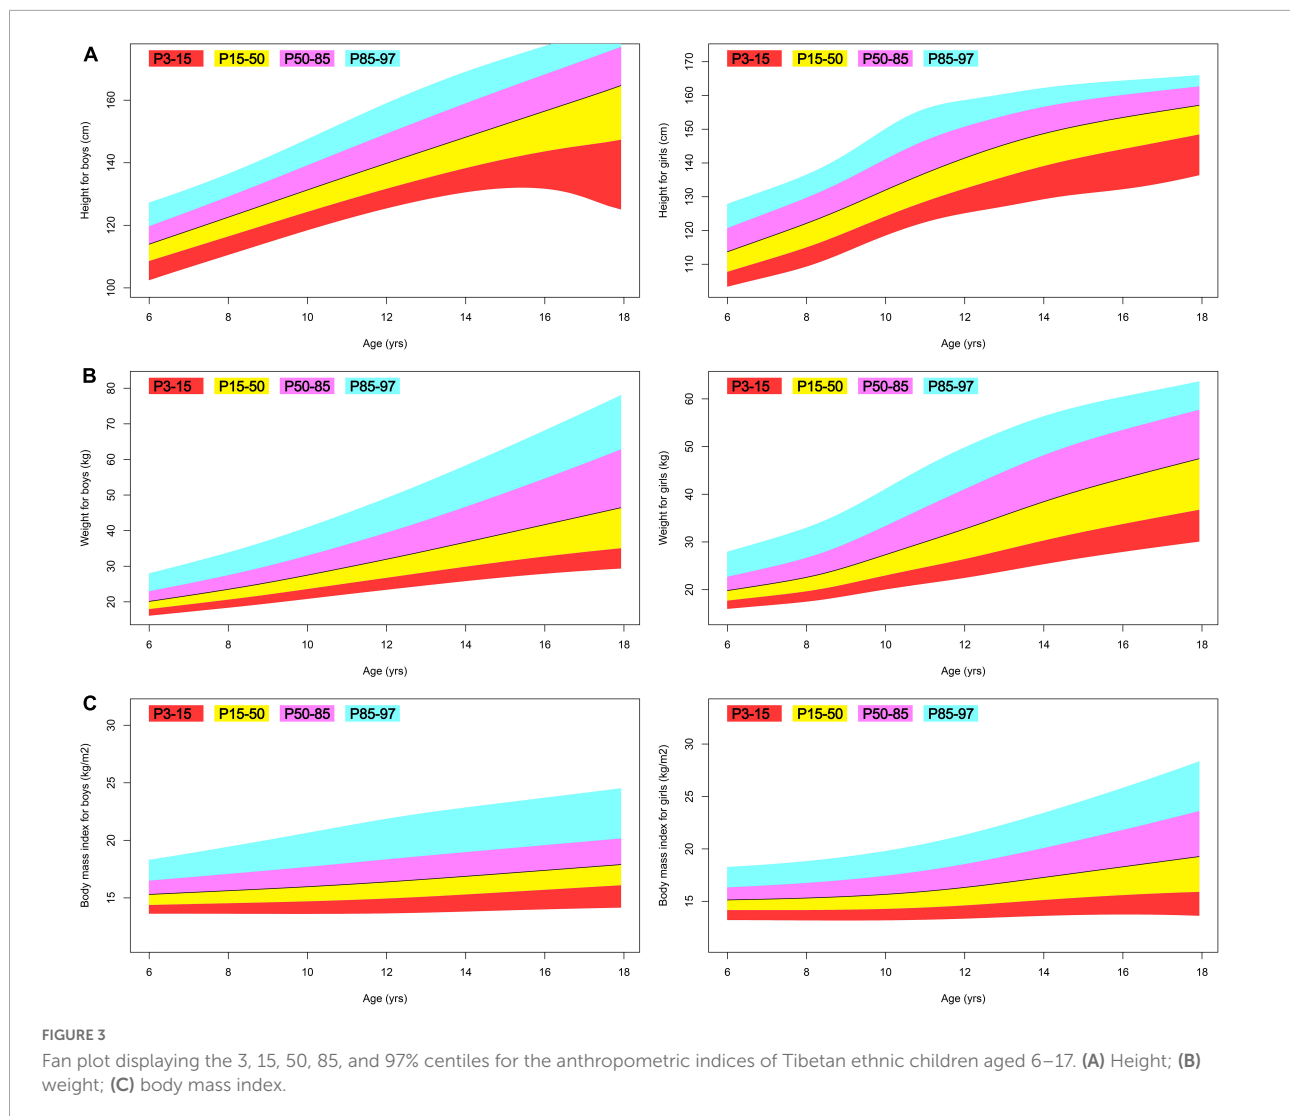 A
P3-15 P15-50 P50-85 P85-97
Height for boys (cm)
100 120 140 160
6 8 10 12 14 16 18
Age (yrs)
P3-15 P15-50 P50-85 P85-97
Height for girls (cm)
110 120 130 140 150 160 170
6 8 10 12 14 16 18
Age (yrs)
B
P3-15 P15-50 P50-85 P85-97
Weight for boys (kg)
20 30 40 50 60 70 80
6 8 10 12 14 16 18
Age (yrs)
P3-15 P15-50 P50-85 P85-97
Weight for girls (kg)
20 30 40 50 60
6 8 10 12 14 16 18
Age (yrs)
C
P3-15 P15-50 P50-85 P85-97
Body mass index for boys (kg/m2)
15 20 25 30
6 8 10 12 14 16 18
Age (yrs)
P3-15 P15-50 P50-85 P85-97
Body mass index for girls (kg/m2)
15 20 25 30
6 8 10 12 14 16 18
Age (yrs)
FIGURE 3
Fan plot displaying the 3, 15, 50, 85, and 97% centiles for the anthropometric indices of Tibetan ethnic children aged 6–17. (A) Height; (B)
weight; (C) body mass index.